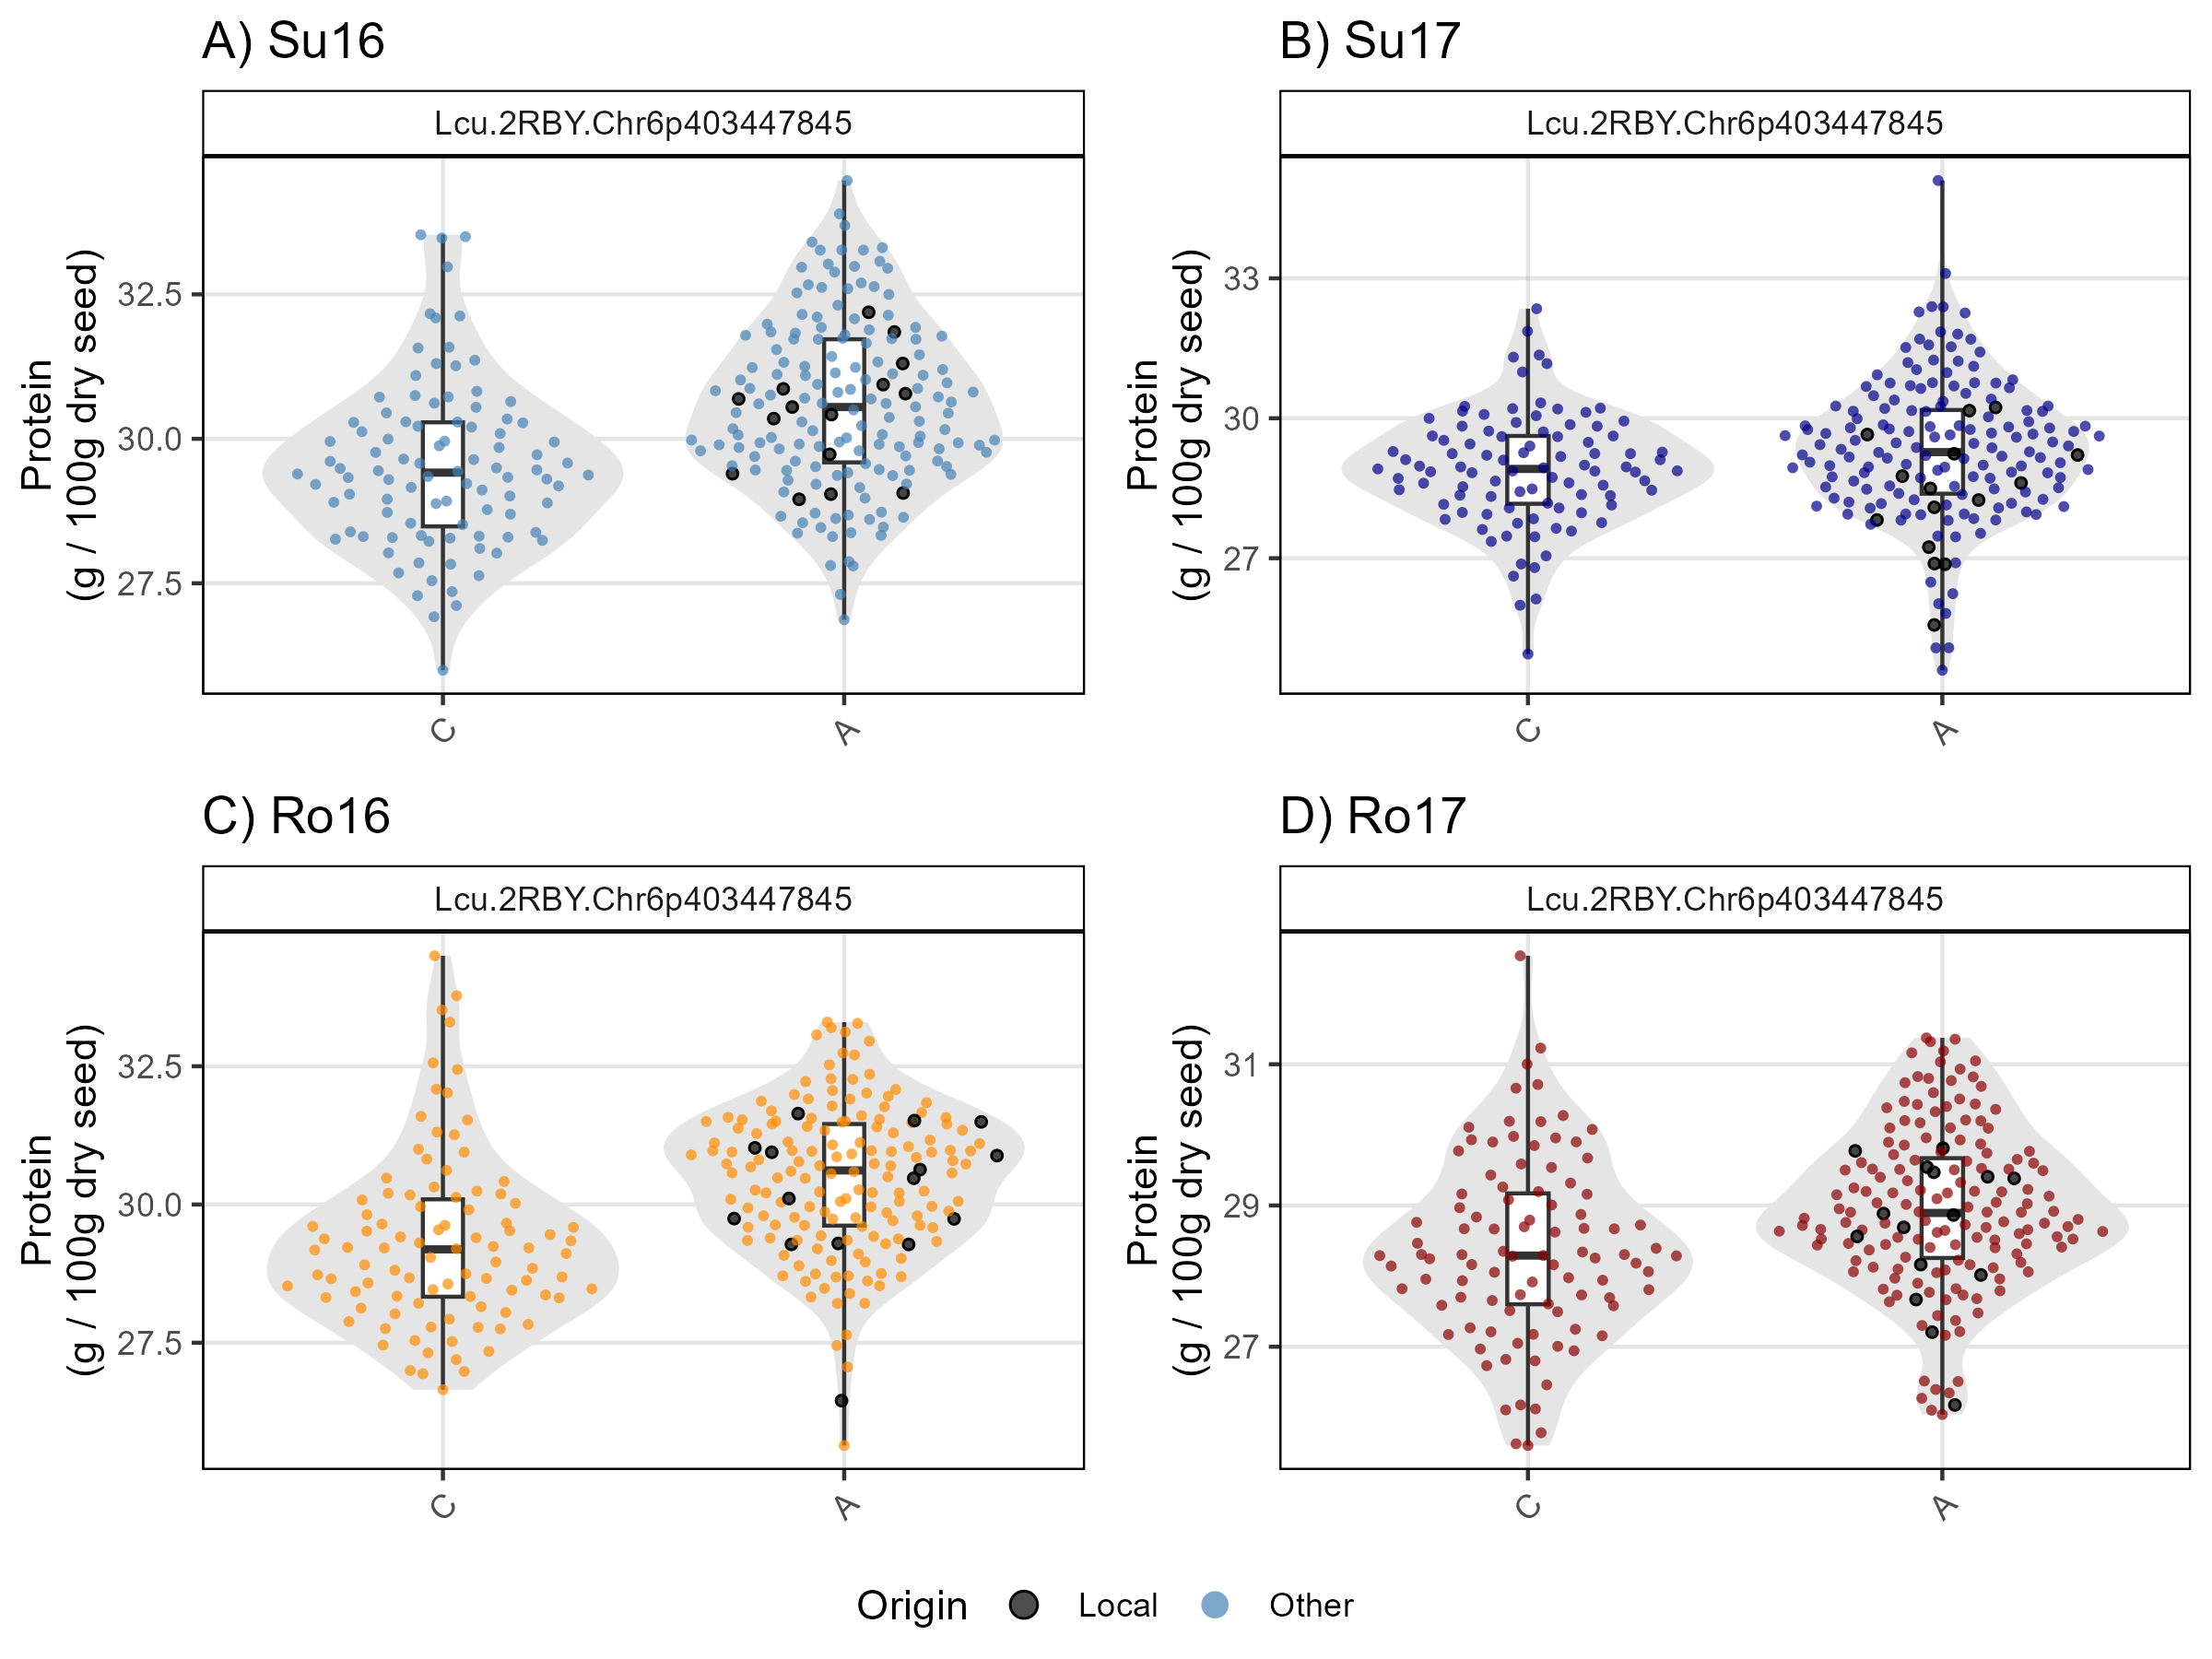 A) Su16
Lcu.2RBY.Chr6p403447845
Protein
(g / 100g dry seed)
32.5
30.0
27.5
C
A
B) Su17
Lcu.2RBY.Chr6p403447845
Protein
(g / 100g dry seed)
33
30
27
C
A
C) Ro16
Lcu.2RBY.Chr6p403447845
Protein
(g / 100g dry seed)
32.5
30.0
27.5
C
A
D) Ro17
Lcu.2RBY.Chr6p403447845
Protein
(g / 100g dry seed)
31
29
27
C
A
Origin Local Other